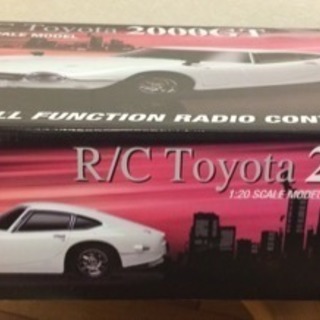 Toyota 2000GT
SCALE MODEL
LL FUNCTION RADIO CONT
R/C Toyota 2
1:20 SCALE MODEL